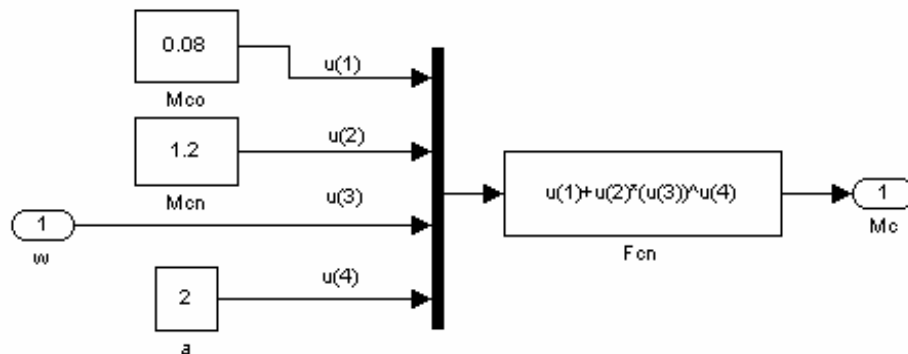 0.08
u(1)
Mco
1.2
u(2)
Mcn
u(3)
1
w
2
u(4)
a
u(1)+u(2)*(u(3))^u(4)
Fcn
1
Mc